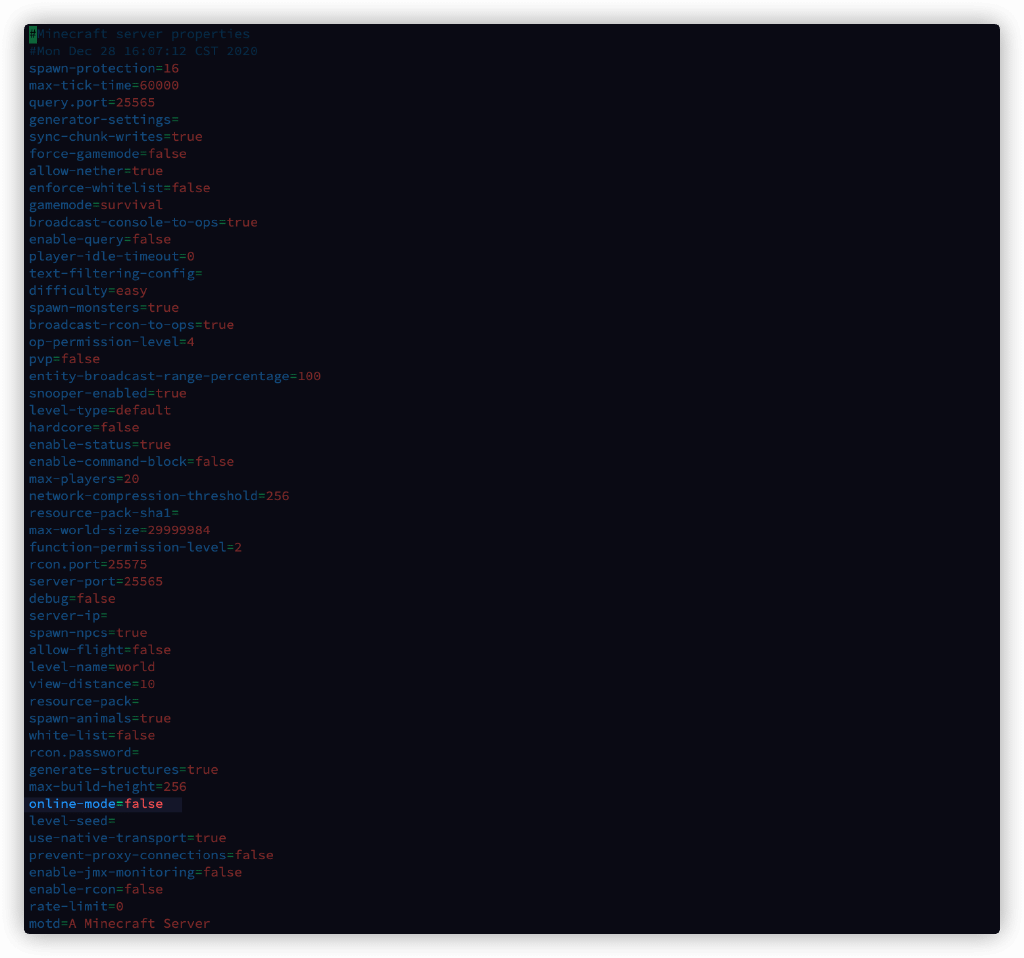 #Minecraft server properties
#Mon Dec 28 16:07:12 CST 2020
spawn-protection=16
max-tick-time=60000
query.port=25565
generator-settings=
sync-chunk-writes=true
force-gamemode=false
allow-nether=true
enforce-whitelist=false
gamemode=survival
broadcast-console-to-ops=true
enable-query=false
player-idle-timeout=0
text-filtering-config=
difficulty=easy
spawn-monsters=true
broadcast-rcon-to-ops=true
op-permission-level=4
pvp=false
entity-broadcast-range-percentage=100
snooper-enabled=true
level-type=default
hardcore=false
enable-status=true
enable-command-block=false
max-players=20
network-compression-threshold=256
resource-pack-sha1=
max-world-size=29999984
function-permission-level=2
rcon.port=25575
server-port=25565
debug=false
server-ip=
spawn-npcs=true
allow-flight=false
level-name=world
view-distance=10
resource-pack=
spawn-animals=true
white-list=false
rcon.password=
generate-structures=true
max-build-height=256
online-mode=false
level-seed=
use-native-transport=true
prevent-proxy-connections=false
enable-jmx-monitoring=false
enable-rcon=false
rate-limit=0
motd=A Minecraft Server